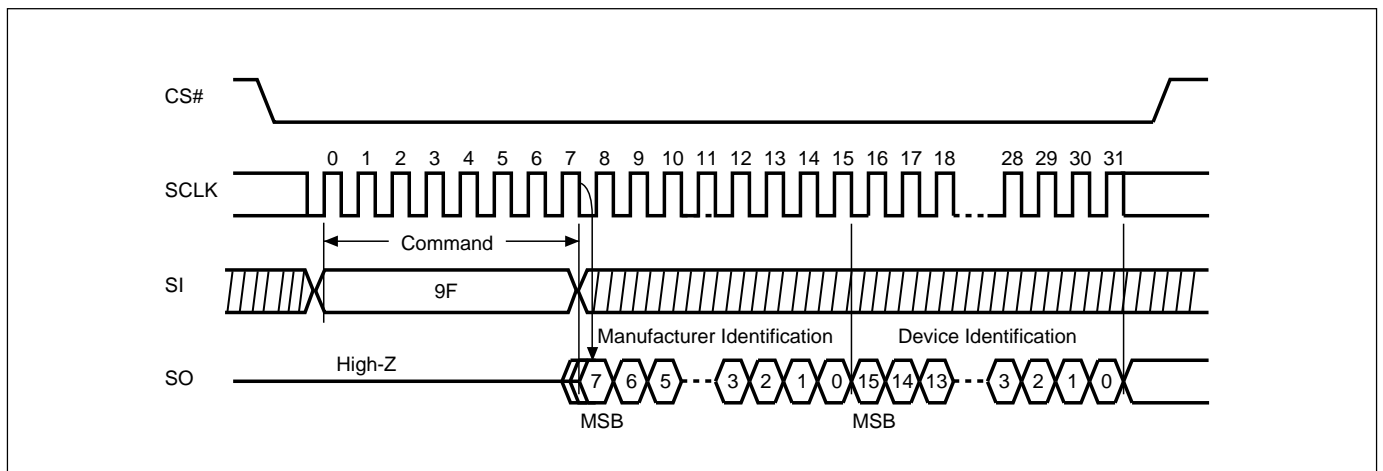 CS#
0 1 2 3 4 5 6 7 8 9 10 11 12 13 14 15 16 17 18 28 29 30 31
SCLK
Command
SI
9F
Manufacturer Identification Device Identification
High-Z
SO
7 6 5 3 2 1 0 15 14 13 3 2 1 0
MSB MSB